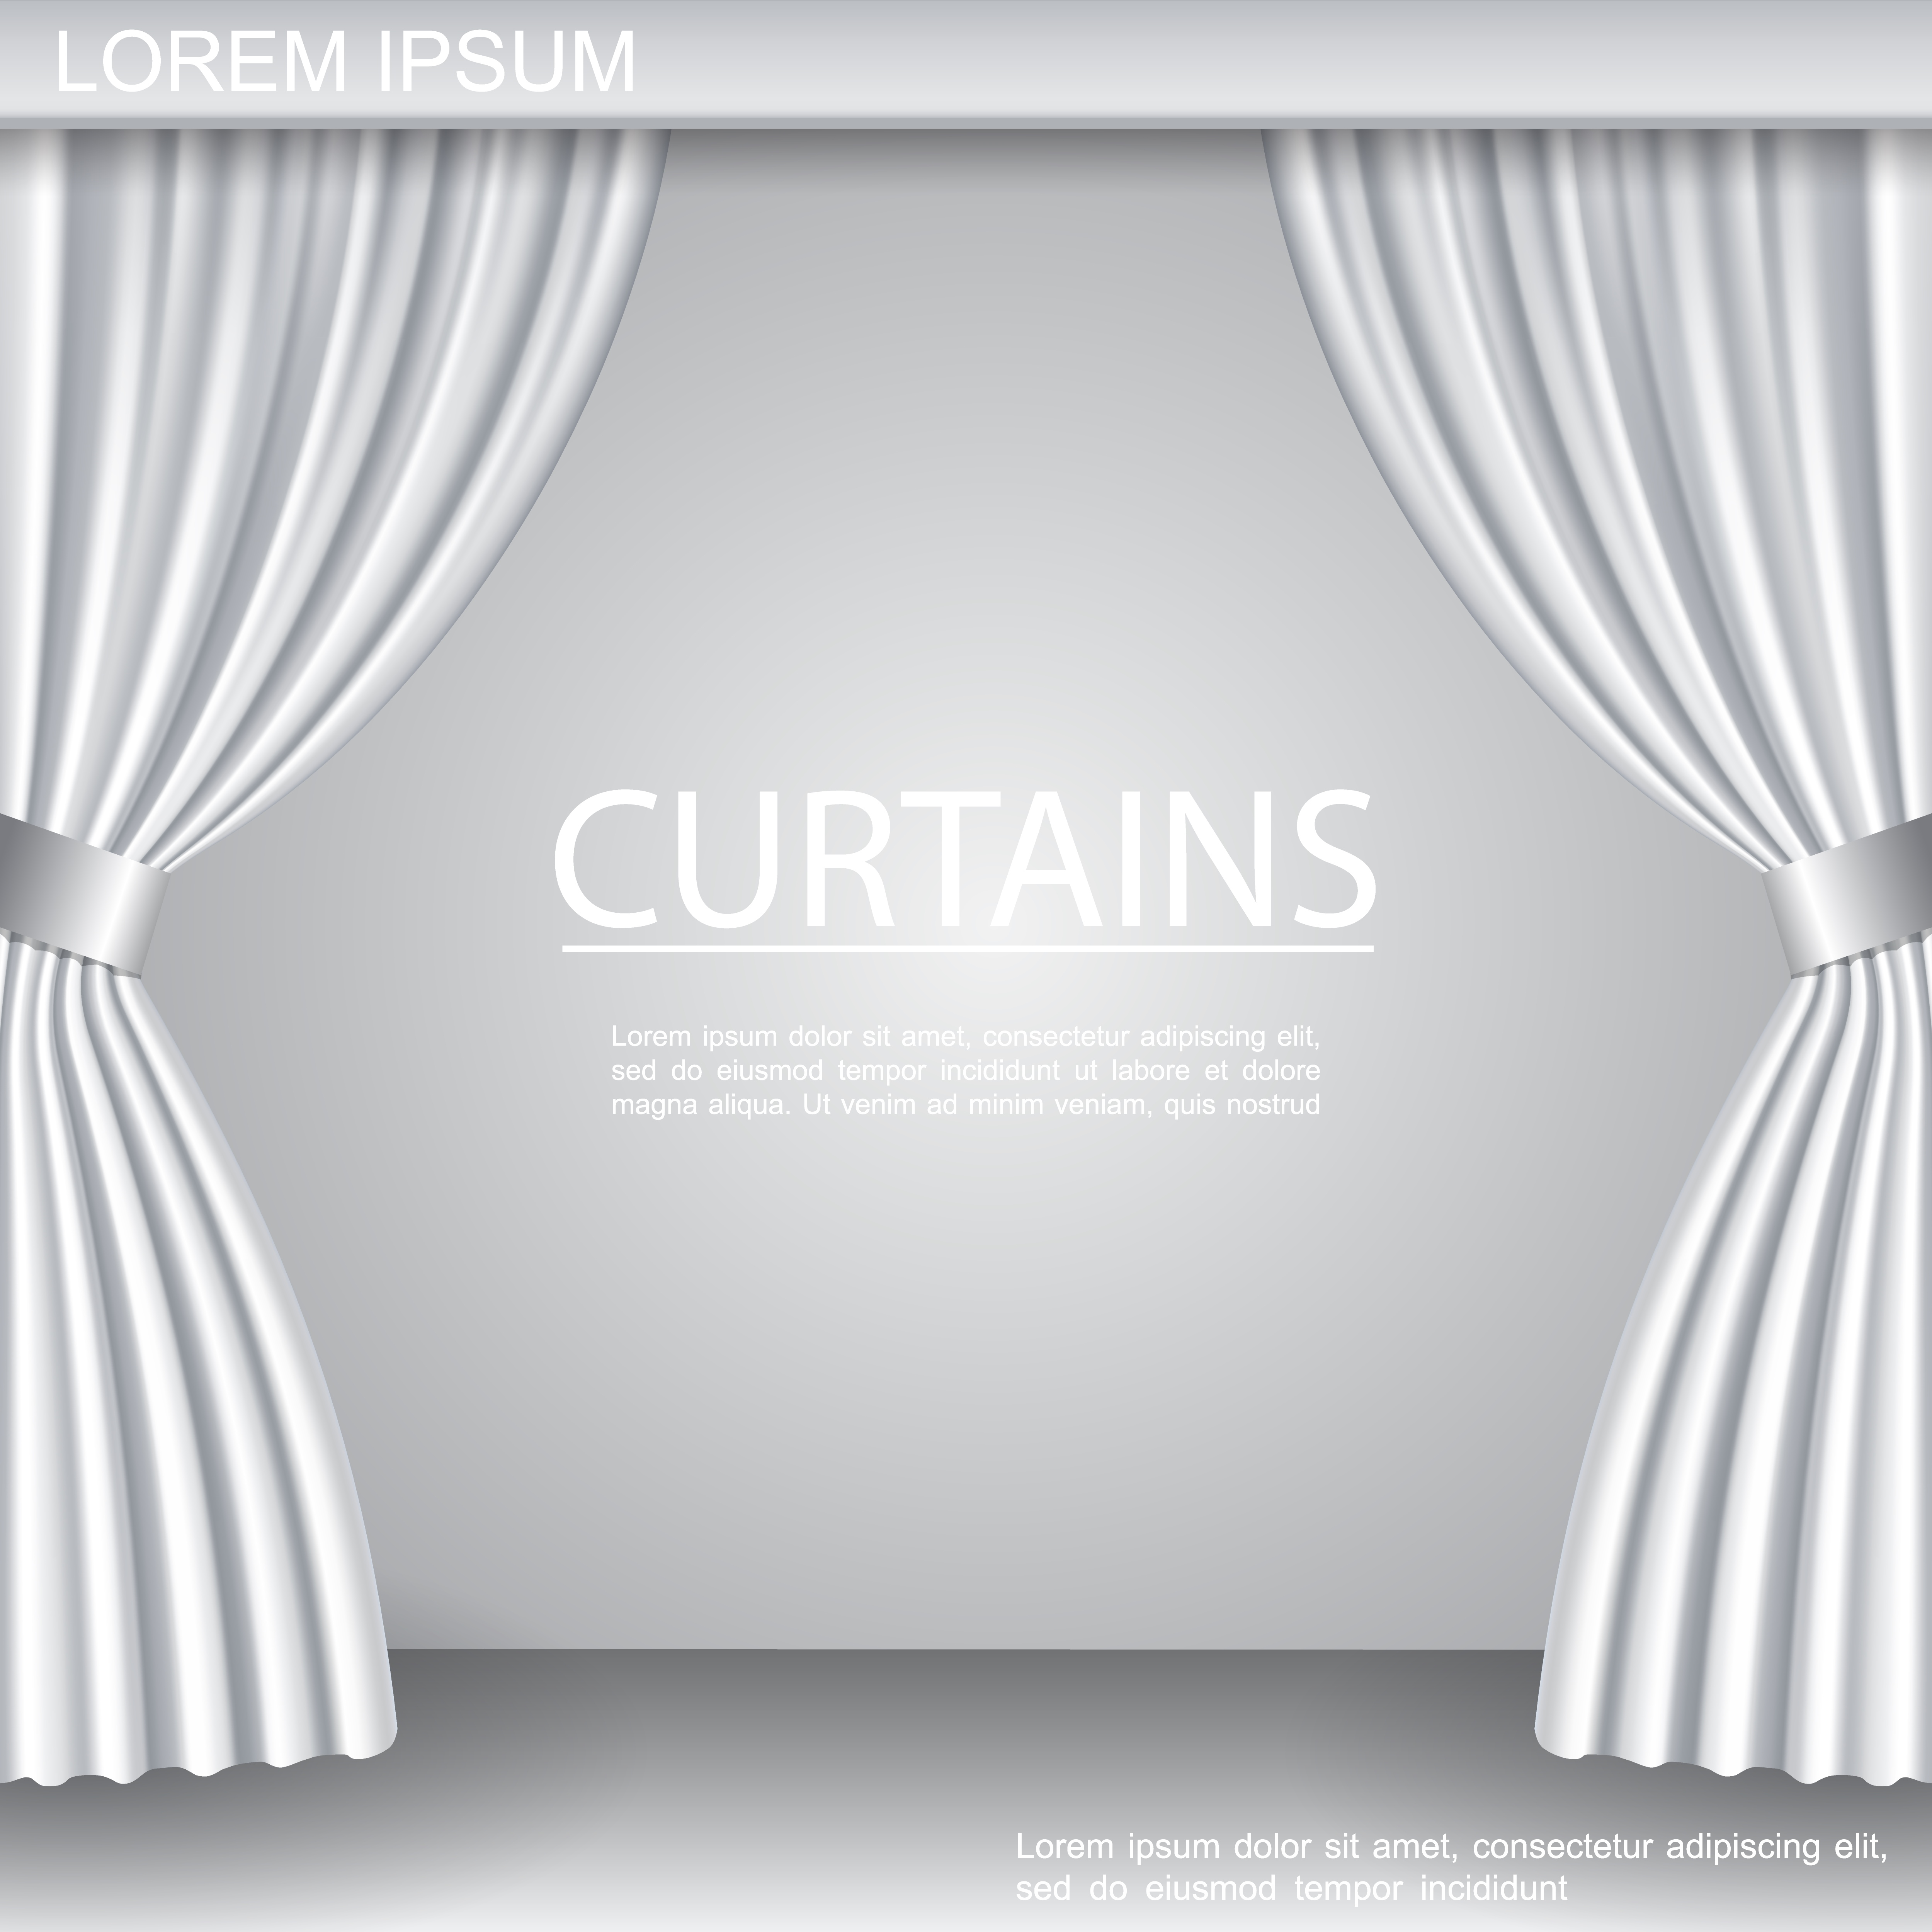 LOREM IPSUM
CURTAINS
Lorem ipsum dolor sit amet, consectetur adipiscing elit,
sed do eiusmod tempor incididunt ut labore et dolore
magna aliqua. Ut venim ad minim veniam, quis nostrud
Lorem ipsum dolor sit amet, consectetur adipiscing elit,
sed do eiusmod tempor incididunt